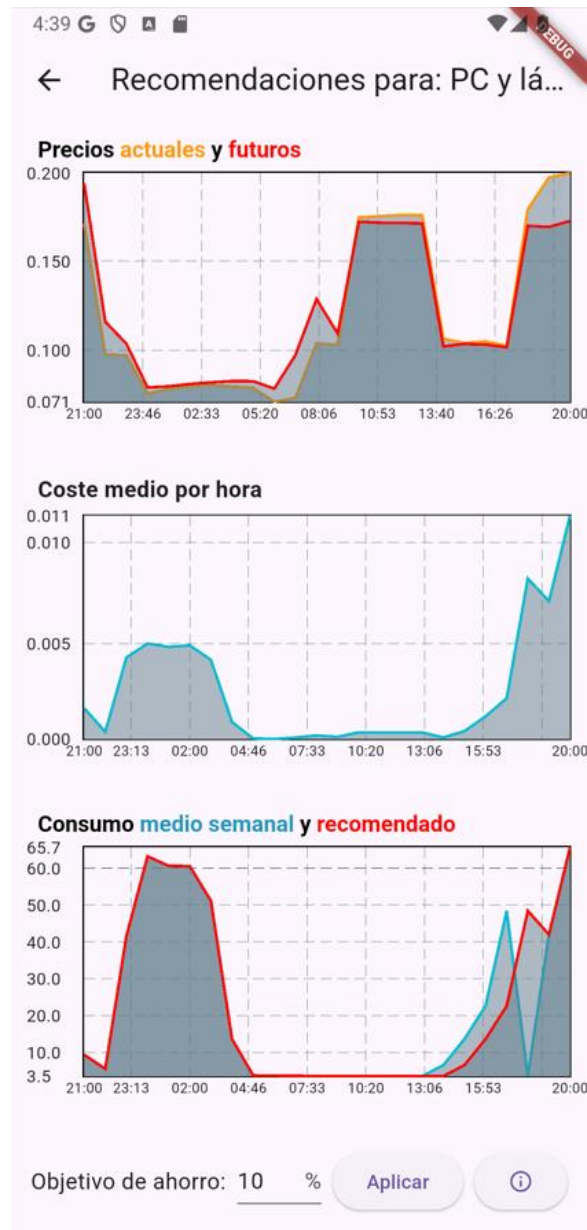 4:39 G A
DEBUG
Recomendaciones para: PC y lá...
Precios actuales y futuros
0.200
0.150
0.100
0.071
21:00 23:46 02:33 05:20 08:06 10:53 13:40 16:26 20:00
Coste medio por hora
0.011
0.010
0.005
0.000
21:00 23:13 02:00 04:46 07:33 10:20 13:06 15:53 20:00
Consumo medio semanal y recomendado
65.7
60.0
50.0
40.0
30.0
20.0
10.0
3.5
21:00 23:13 02:00 04:46 07:33 10:20 13:06 15:53 20:00
Objetivo de ahorro: 10 % Aplicar